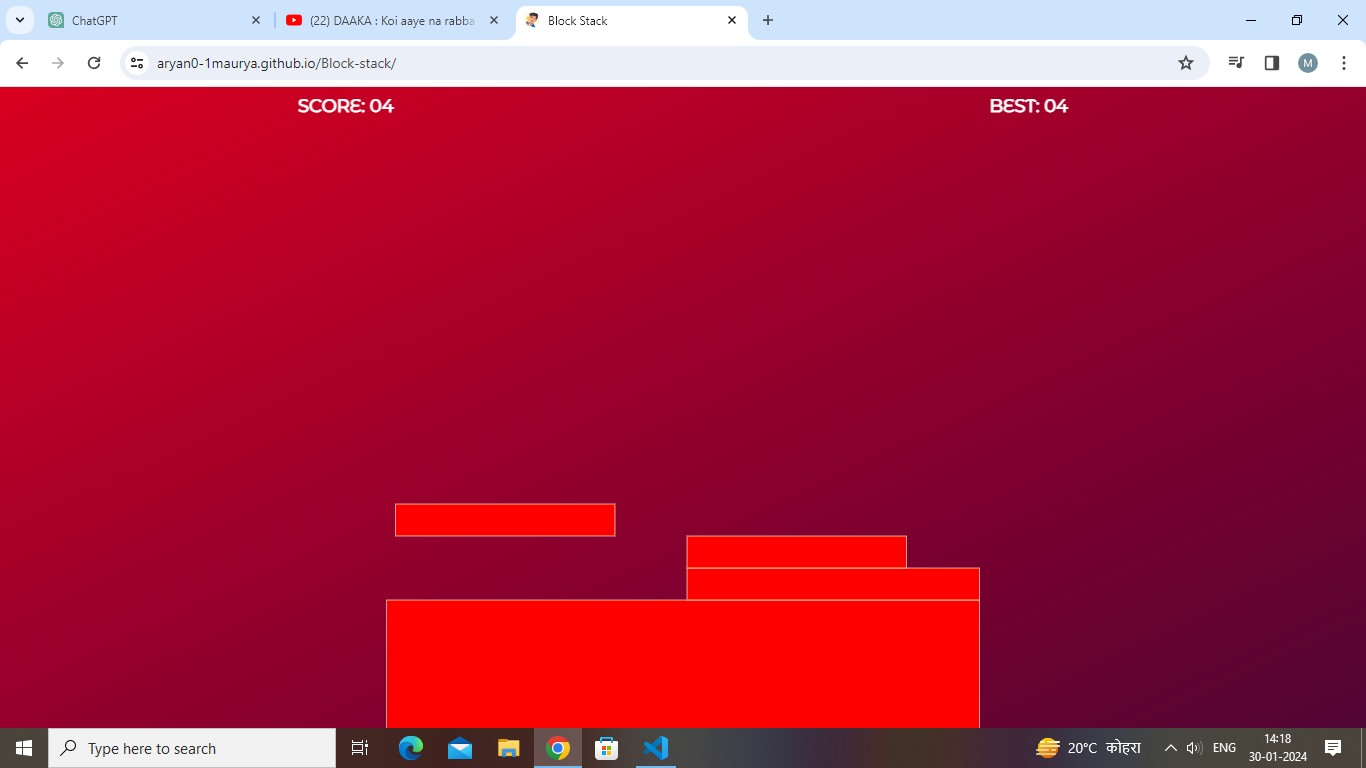 ChatGPT
(22) DAAKA : Koi aaye na rabba
Block Stack
aryan0-1maurya.github.io/Block-stack/
M
SCORE: 04
BEST: 04
Type here to search
20°C कोहरा
ENG
14:18
30-01-2024